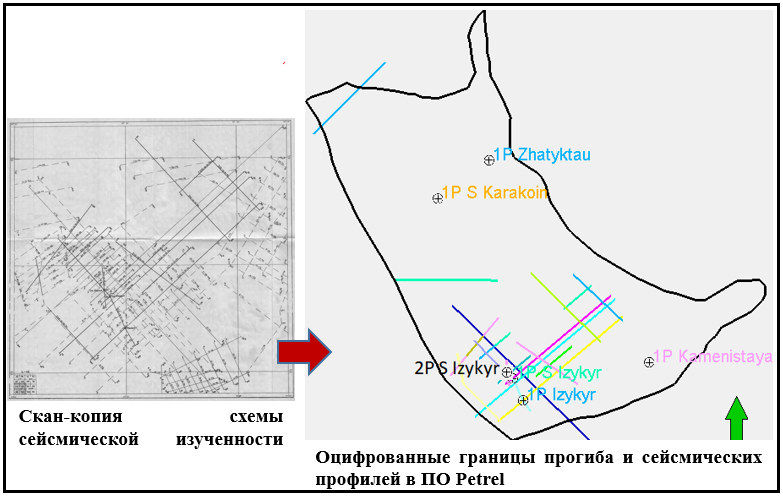 1P Zhatyktau
1P S Karakoin
1P Kamenistaya
2P S Izykyr
1P S Izykyr
1P Izykyr
Скан-копия схемы
сейсмической изученности
Оцифрованные границы прогиба и сейсмических
профилей в ПО Petrel